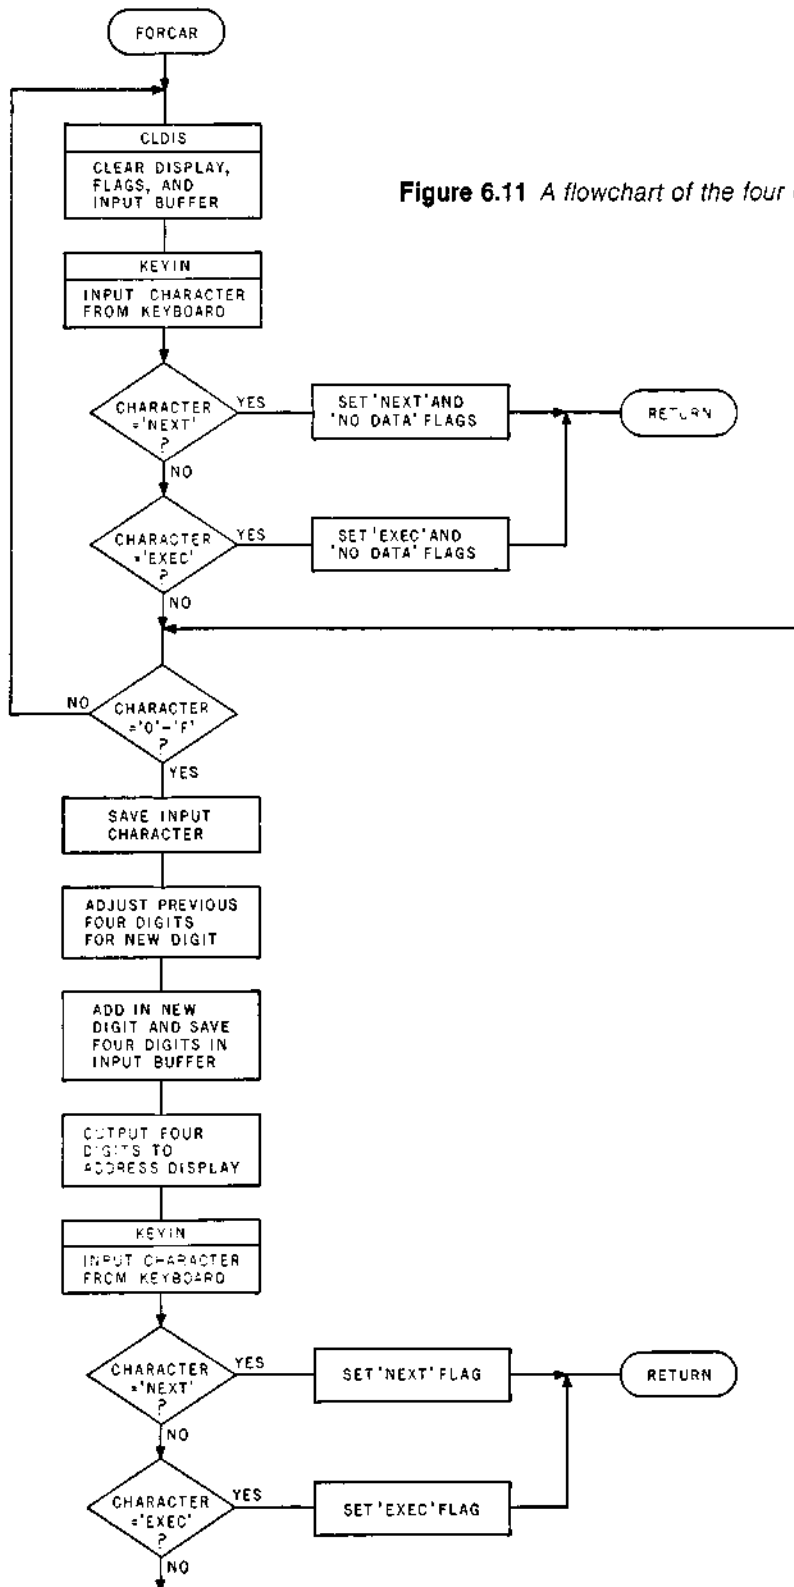 FORCAR
CLDIS
CLEAR DISPLAY,
FLAGS, AND
INPUT BUFFER
Figure 6.11 A flowchart of the four
KEYIN
INPUT CHARACTER
FROM KEYBOARD
CHARACTER
='NEXT'
?
YES
SET 'NEXT' AND
'NO DATA' FLAGS
RETURN
NO
CHARACTER
='EXEC'
?
YES
SET 'EXEC' AND
'NO DATA' FLAGS
NO
NO
CHARACTER
='0'-'F'
?
YES
SAVE INPUT
CHARACTER
ADJUST PREVIOUS
FOUR DIGITS
FOR NEW DIGIT
ADD IN NEW
DIGIT AND SAVE
FOUR DIGITS IN
INPUT BUFFER
OUTPUT FOUR
DIGITS TO
ADDRESS DISPLAY
KEYIN
INPUT CHARACTER
FROM KEYBOARD
CHARACTER
='NEXT'
?
YES
SET 'NEXT' FLAG
RETURN
NO
CHARACTER
='EXEC'
?
YES
SET 'EXEC' FLAG
NO